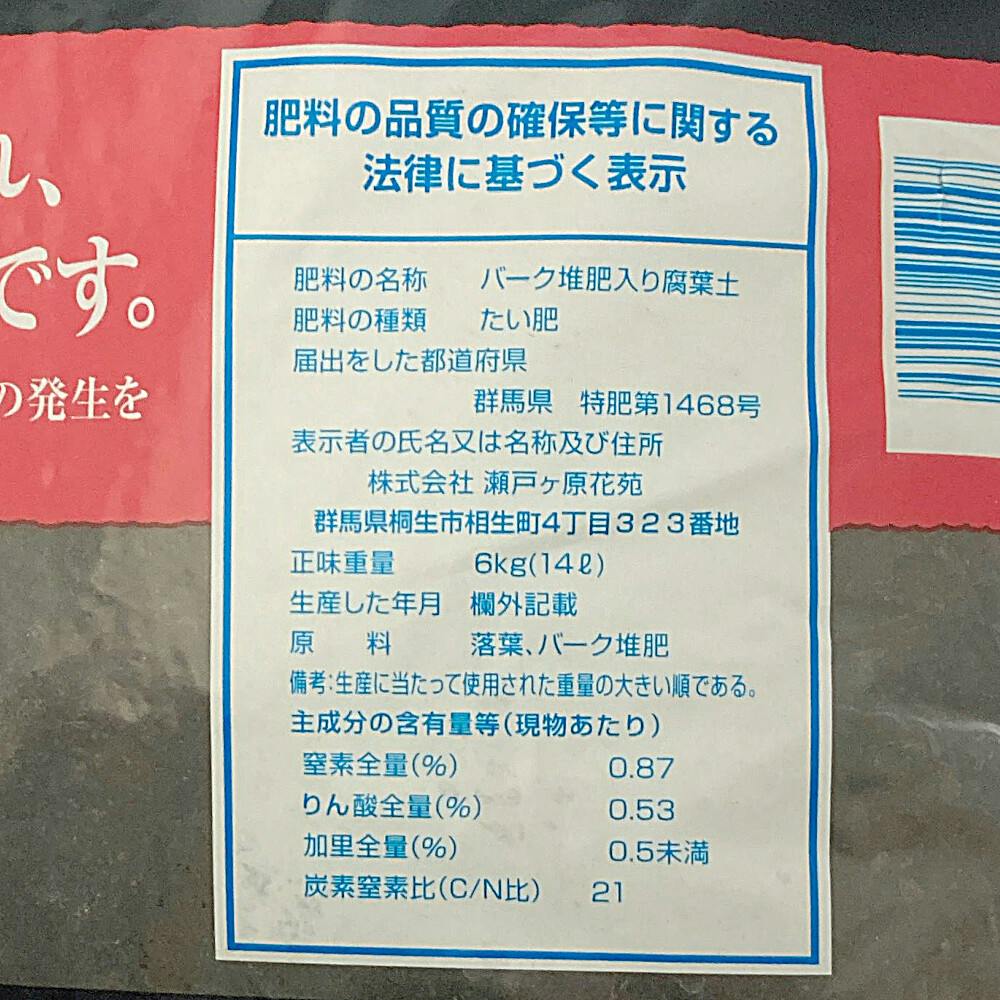 れ、
です。
の発生を
肥料の品質の確保等に関する
法律に基づく表示
肥料の名称 バーク堆肥入り腐葉土
肥料の種類 たい肥
届出をした都道府県
群馬県 特肥第1468号
表示者の氏名又は名称及び住所
株式会社 瀬戸ヶ原花苑
群馬県桐生市相生町4丁目323番地
正味重量 6kg(14ℓ)
生産した年月 欄外記載
原 料 落葉、バーク堆肥
備考:生産に当たって使用された重量の大きい順である。
主成分の含有量等(現物あたり)
窒素全量(%) 0.87
りん酸全量(%) 0.53
加里全量(%) 0.5未満
炭素窒素比(C/N比) 21